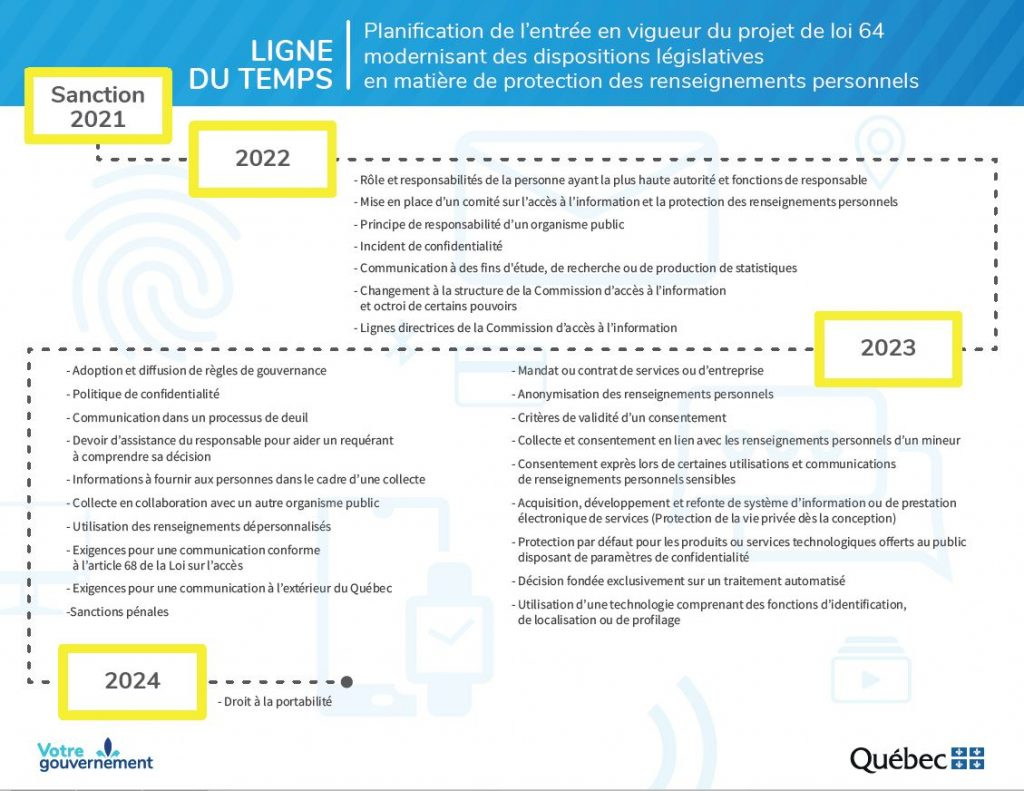 LIGNE
DU TEMPS
Planification de l'entrée en vigueur du projet de loi 64
modernisant des dispositions législatives
en matière de protection des renseignements personnels
Sanction
2021
2022
- Rôle et responsabilités de la personne ayant la plus haute autorité et fonctions de responsable
- Mise en place d'un comité sur l'accès à l'information et la protection des renseignements personnels
- Principe de responsabilité d'un organisme public
- Incident de confidentialité
- Communication à des fins d'étude, de recherche ou de production de statistiques
- Changement à la structure de la Commission d'accès à l'information
et octroi de certains pouvoirs
- Lignes directrices de la Commission d'accès à l'information
2023
- Adoption et diffusion de règles de gouvernance
- Politique de confidentialité
- Communication dans un processus de deuil
- Devoir d'assistance du responsable pour aider un requérant
à comprendre sa décision
- Informations à fournir aux personnes dans le cadre d'une collecte
- Collecte en collaboration avec un autre organisme public
- Utilisation des renseignements dépersonnalisés
- Exigences pour une communication conforme
à l'article 68 de la Loi sur l'accès
- Exigences pour une communication à l'extérieur du Québec
-Sanctions pénales
- Mandat ou contrat de services ou d'entreprise
- Anonymisation des renseignements personnels
- Critères de validité d'un consentement
- Collecte et consentement en lien avec les renseignements personnels d'un mineur
- Consentement exprès lors de certaines utilisations et communications
de renseignements personnels sensibles
- Acquisition, développement et refonte de système d'information ou de prestation
électronique de services (Protection de la vie privée dès la conception)
- Protection par défaut pour les produits ou services technologiques offerts au public
disposant de paramètres de confidentialité
- Décision fondée exclusivement sur un traitement automatisé
- Utilisation d'une technologie comprenant des fonctions d'identification,
de localisation ou de profilage
2024
- Droit à la portabilité
Votre
gouvernement
Québec